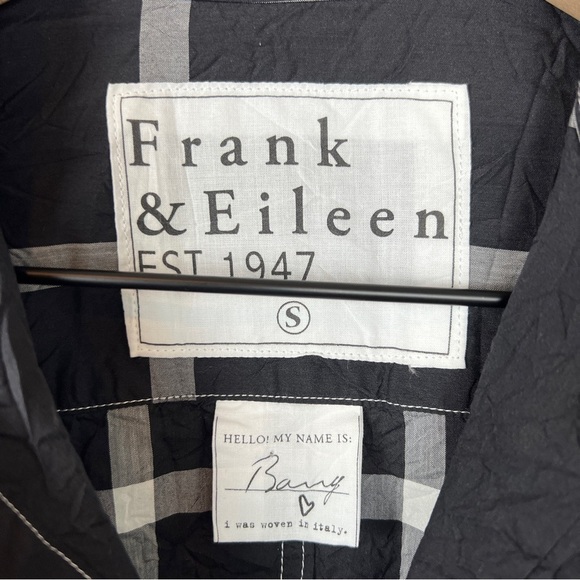 Frank
& Eileen
EST 1947
S
HELLO! MY NAME IS:
Barry
i was woven in italy.